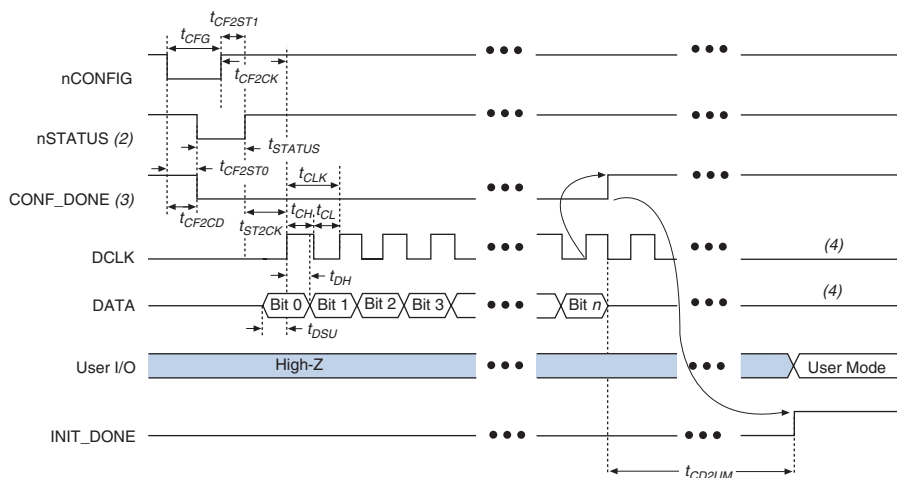 tCF2ST1
tCFG
nCONFIG
tCF2CK
nSTATUS (2)
tSTATUS
tCF2ST0
tCLK
CONF_DONE (3)
tCF2CD
tST2CK
tCH tCL
DCLK
(4)
tDH
DATA
Bit 0 Bit 1 Bit 2 Bit 3 Bit n
(4)
tDSU
User I/O
High-Z
User Mode
INIT_DONE
tCD2UM